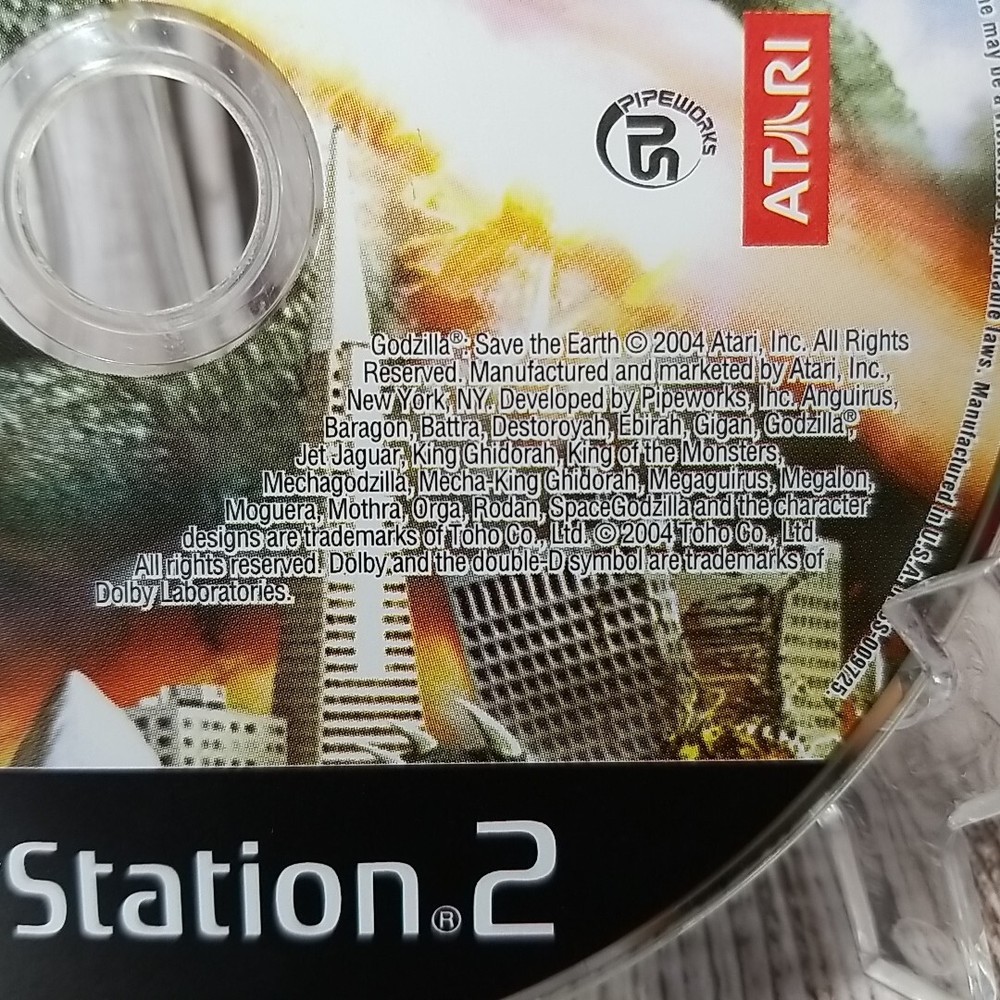 PIPEWORKS
ATARI
Godzilla®: Save the Earth © 2004 Atari, Inc. All Rights
Reserved. Manufactured and marketed by Atari, Inc.,
New York, NY. Developed by Pipeworks, Inc. Anguirus,
Baragon, Battra, Destoroyah, Ebirah, Gigan, Godzilla®,
Jet Jaguar, King Ghidorah, King of the Monsters,
Mechagodzilla, Mecha-King Ghidorah, Megaguirus, Megalon,
Moguera, Mothra, Orga, Rodan, SpaceGodzilla and the character
designs are trademarks of Toho Co., Ltd. © 2004 Toho Co., Ltd.
All rights reserved. Dolby and the double-D symbol are trademarks of
Dolby Laboratories.
may be a applicable laws. Manufactured in U.S.A.
Station®2